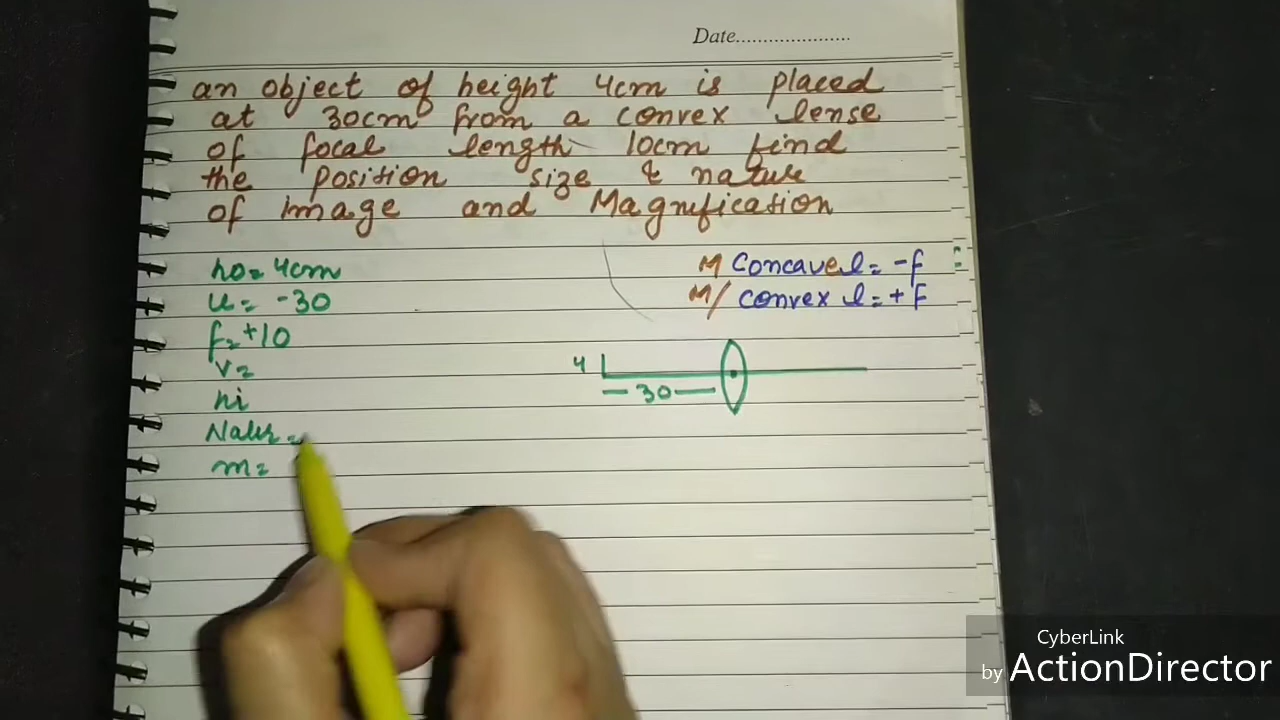 Date.....................
an object of height 4cm is placed
at 30cm from a convex lense
of focal length 10cm find
the position size & nature
of image and Magnification
ho = 4cm
u = -30
f = +10
v =
hi
m =
M Concave l = -f
M/ convex l = + f
4
30
CyberLink
by ActionDirector